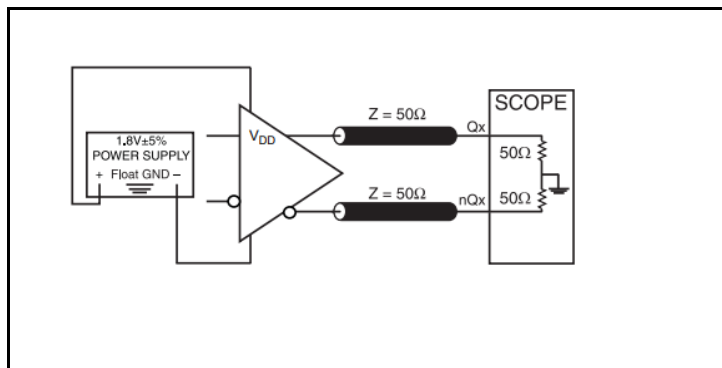 SCOPE
Z = 50Ω
Qx
1.8V±5%
POWER SUPPLY
+ Float GND –
VDD
50Ω
Z = 50Ω
nQx
50Ω